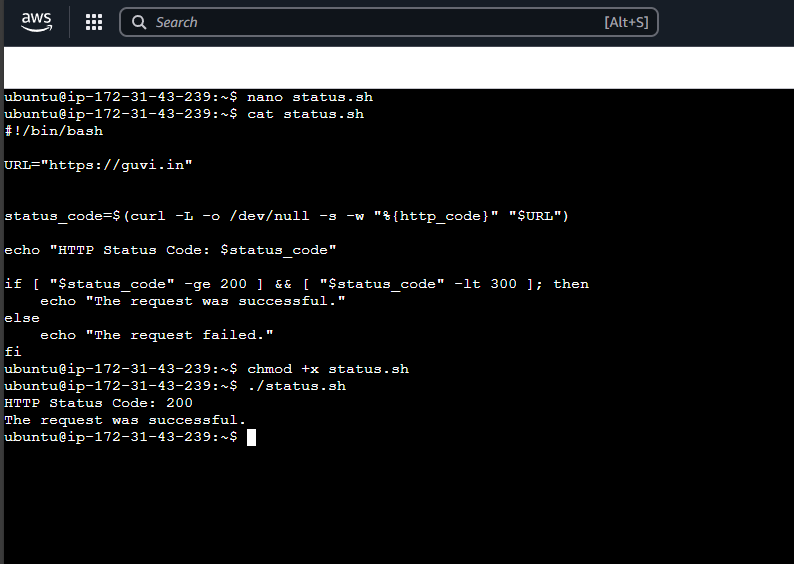 aws
Search [Alt+S]
ubuntu@ip-172-31-43-239:~$ nano status.sh
ubuntu@ip-172-31-43-239:~$ cat status.sh
#!/bin/bash
URL="https://guvi.in"
status_code=$(curl -L -o /dev/null -s -w "%{http_code}" "$URL")
echo "HTTP Status Code: $status_code"
if [ "$status_code" -ge 200 ] && [ "$status_code" -lt 300 ]; then
    echo "The request was successful."
else
    echo "The request failed."
fi
ubuntu@ip-172-31-43-239:~$ chmod +x status.sh
ubuntu@ip-172-31-43-239:~$ ./status.sh
HTTP Status Code: 200
The request was successful.
ubuntu@ip-172-31-43-239:~$